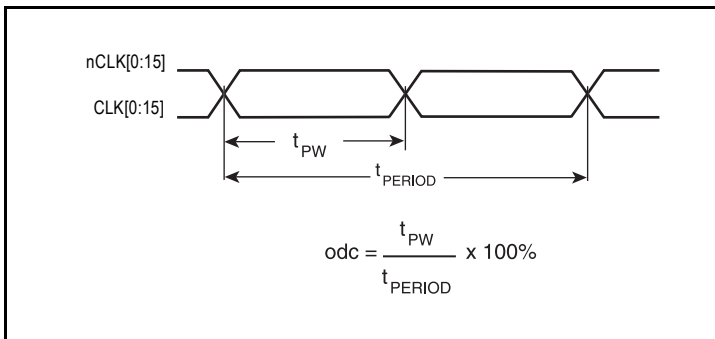 nCLK[0:15]
CLK[0:15]
tPW
tPERIOD
odc = tPW / tPERIOD x 100%